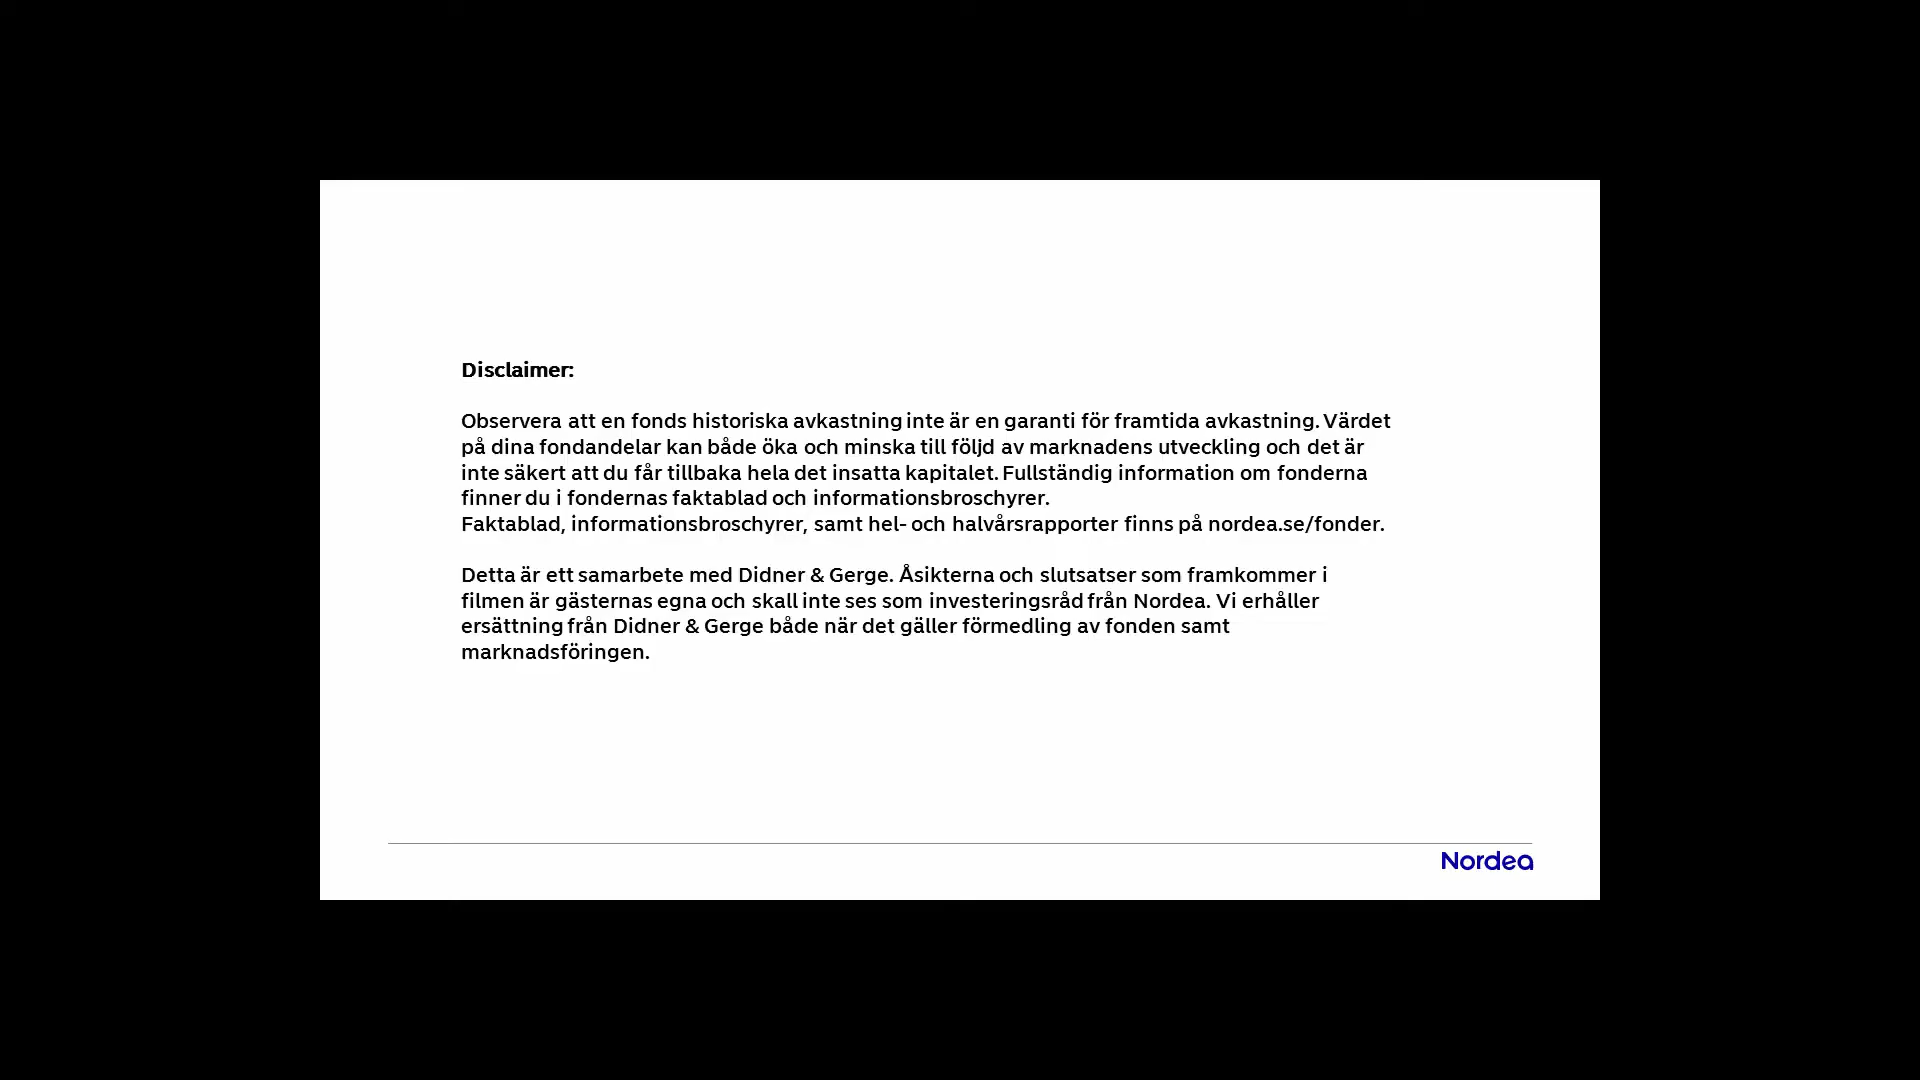 Disclaimer:
Observera att en fonds historiska avkastning inte är en garanti för framtida avkastning. Värdet
på dina fondandelar kan både öka och minska till följd av marknadens utveckling och det är
inte säkert att du får tillbaka hela det insatta kapitalet. Fullständig information om fonderna
finner du i fondernas faktablad och informationsbroschyrer.
Faktablad, informationsbroschyrer, samt hel- och halvårsrapporter finns på nordea.se/fonder.
Detta är ett samarbete med Didner & Gerge. Åsikterna och slutsatser som framkommer i
filmen är gästernas egna och skall inte ses som investeringsråd från Nordea. Vi erhåller
ersättning från Didner & Gerge både när det gäller förmedling av fonden samt
marknadsföringen.
Nordea